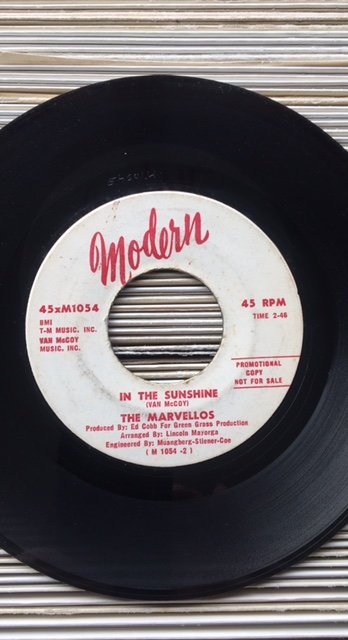 Modern
45xM1054
BMI
T-M MUSIC. INC.
VAN McCOY
MUSIC. INC.
45 RPM
TIME 2-46
PROMOTIONAL
COPY
NOT FOR SALE
IN THE SUNSHINE
(VAN McCOY)
THE MARVELLOS
Produced By: Ed Cobb For Green Grass Production
Arranged By: Lincoln Mayorga
Engineered By: Muangberg-Stiener-Coe
( M 1054 -2 )